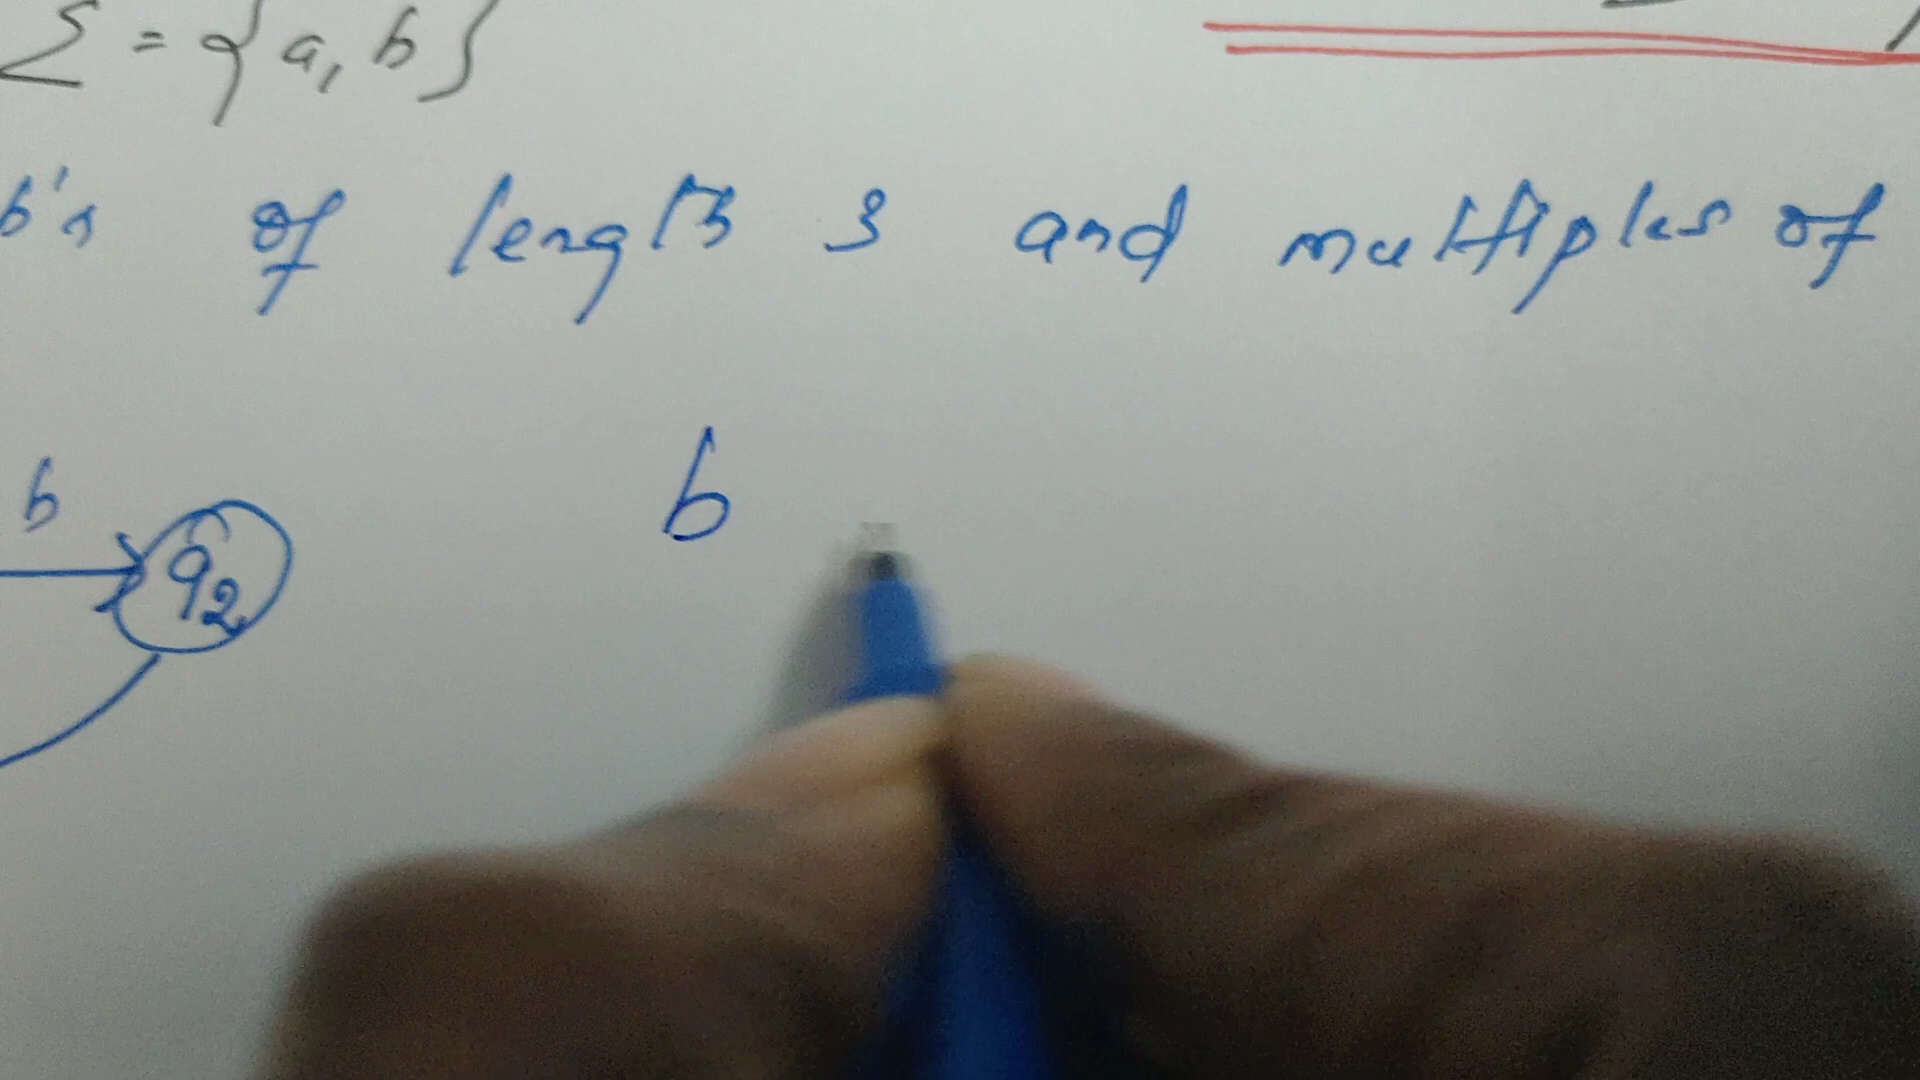 Σ = {a, b}
b's of length 3 and multiples of
b
b
q2